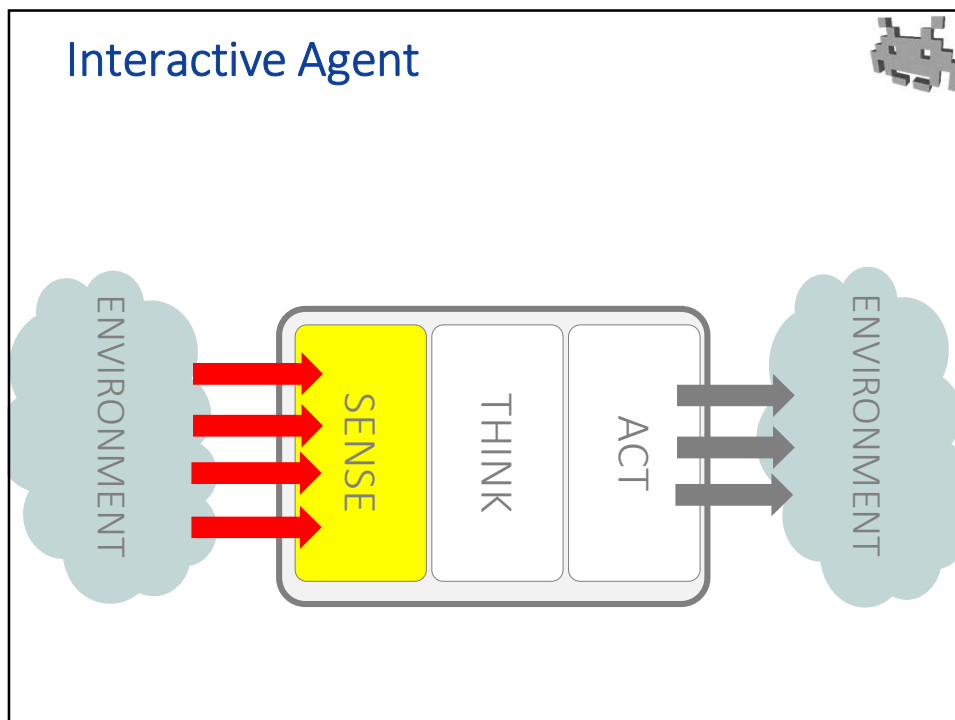 Interactive Agent
ENVIRONMENT
SENSE
THINK
ACT
ENVIRONMENT